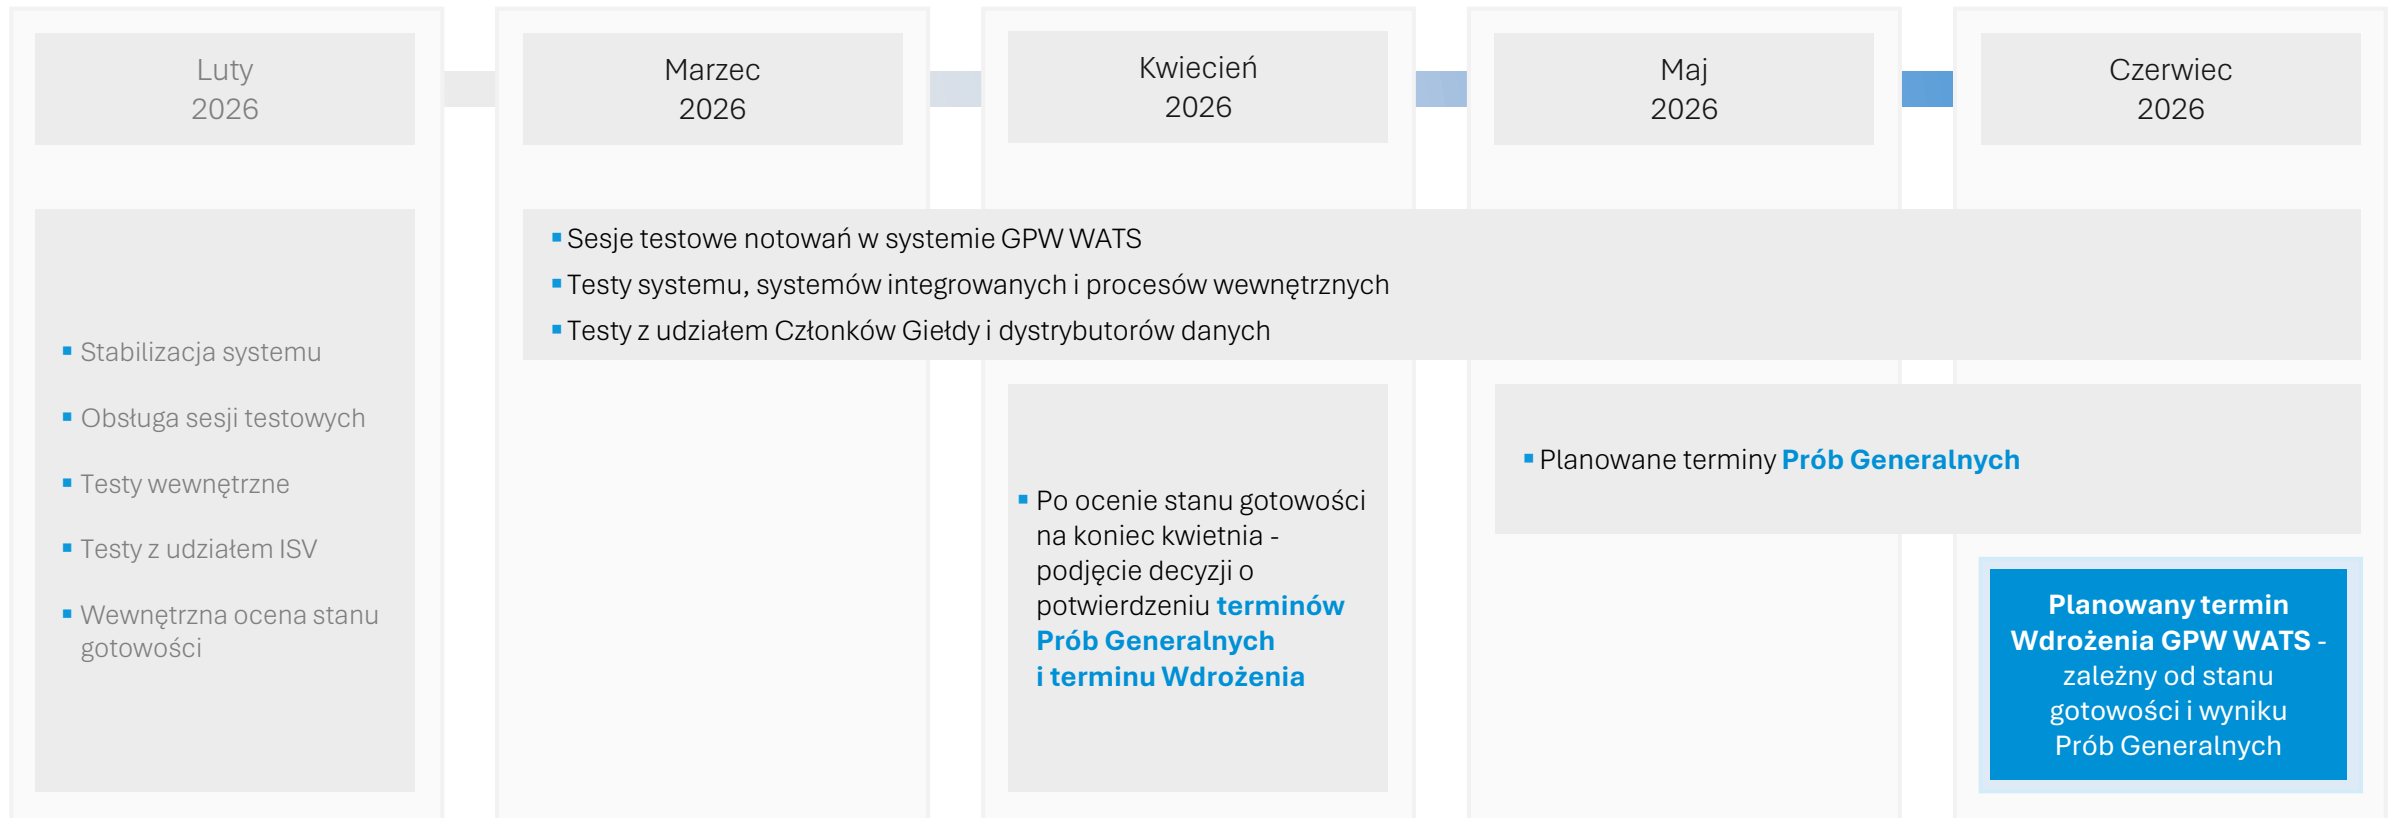 Luty
2026
Marzec
2026
Kwiecień
2026
Maj
2026
Czerwiec
2026
▪ Stabilizacja systemu
▪ Obsługa sesji testowych
▪ Testy wewnętrzne
▪ Testy z udziałem ISV
▪ Wewnętrzna ocena stanu
gotowości
▪ Sesje testowe notowań w systemie GPW WATS
▪ Testy systemu, systemów integrowanych i procesów wewnętrznych
▪ Testy z udziałem Członków Giełdy i dystrybutorów danych
▪ Po ocenie stanu gotowości
na koniec kwietnia -
podjęcie decyzji o
potwierdzeniu terminów
Prób Generalnych
i terminu Wdrożenia
▪ Planowane terminy Prób Generalnych
Planowany termin
Wdrożenia GPW WATS -
zależny od stanu
gotowości i wyniku
Prób Generalnych